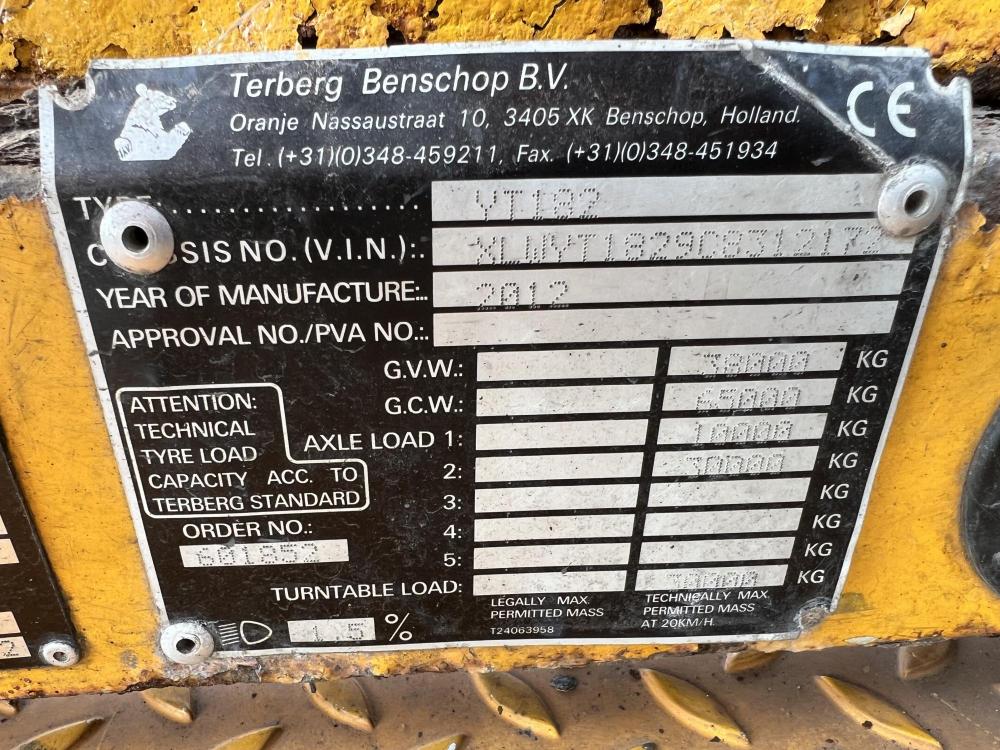 Terberg Benschop B.V.
Oranje Nassaustraat 10, 3405 XK Benschop, Holland.
Tel. (+31)(0)348-459211, Fax. (+31)(0)348-451934
CE
TYPE: YT182
CHASSIS NO. (V.I.N.): XLWYT1829CB312172
YEAR OF MANUFACTURE: 2012
APPROVAL NO./PVA NO.:
G.V.W.: 38000 KG
G.C.W.: 65000 KG
AXLE LOAD 1: 10000 KG
2: 30000 KG
3: KG
4: KG
5: KG
TURNTABLE LOAD: 30000 KG
LEGALLY MAX. PERMITTED MASS
TECHNICALLY MAX. PERMITTED MASS AT 20KM/H.
T24063958
ATTENTION:
TECHNICAL
TYRE LOAD
CAPACITY ACC. TO
TERBERG STANDARD
ORDER NO.:
601852
1.5 %